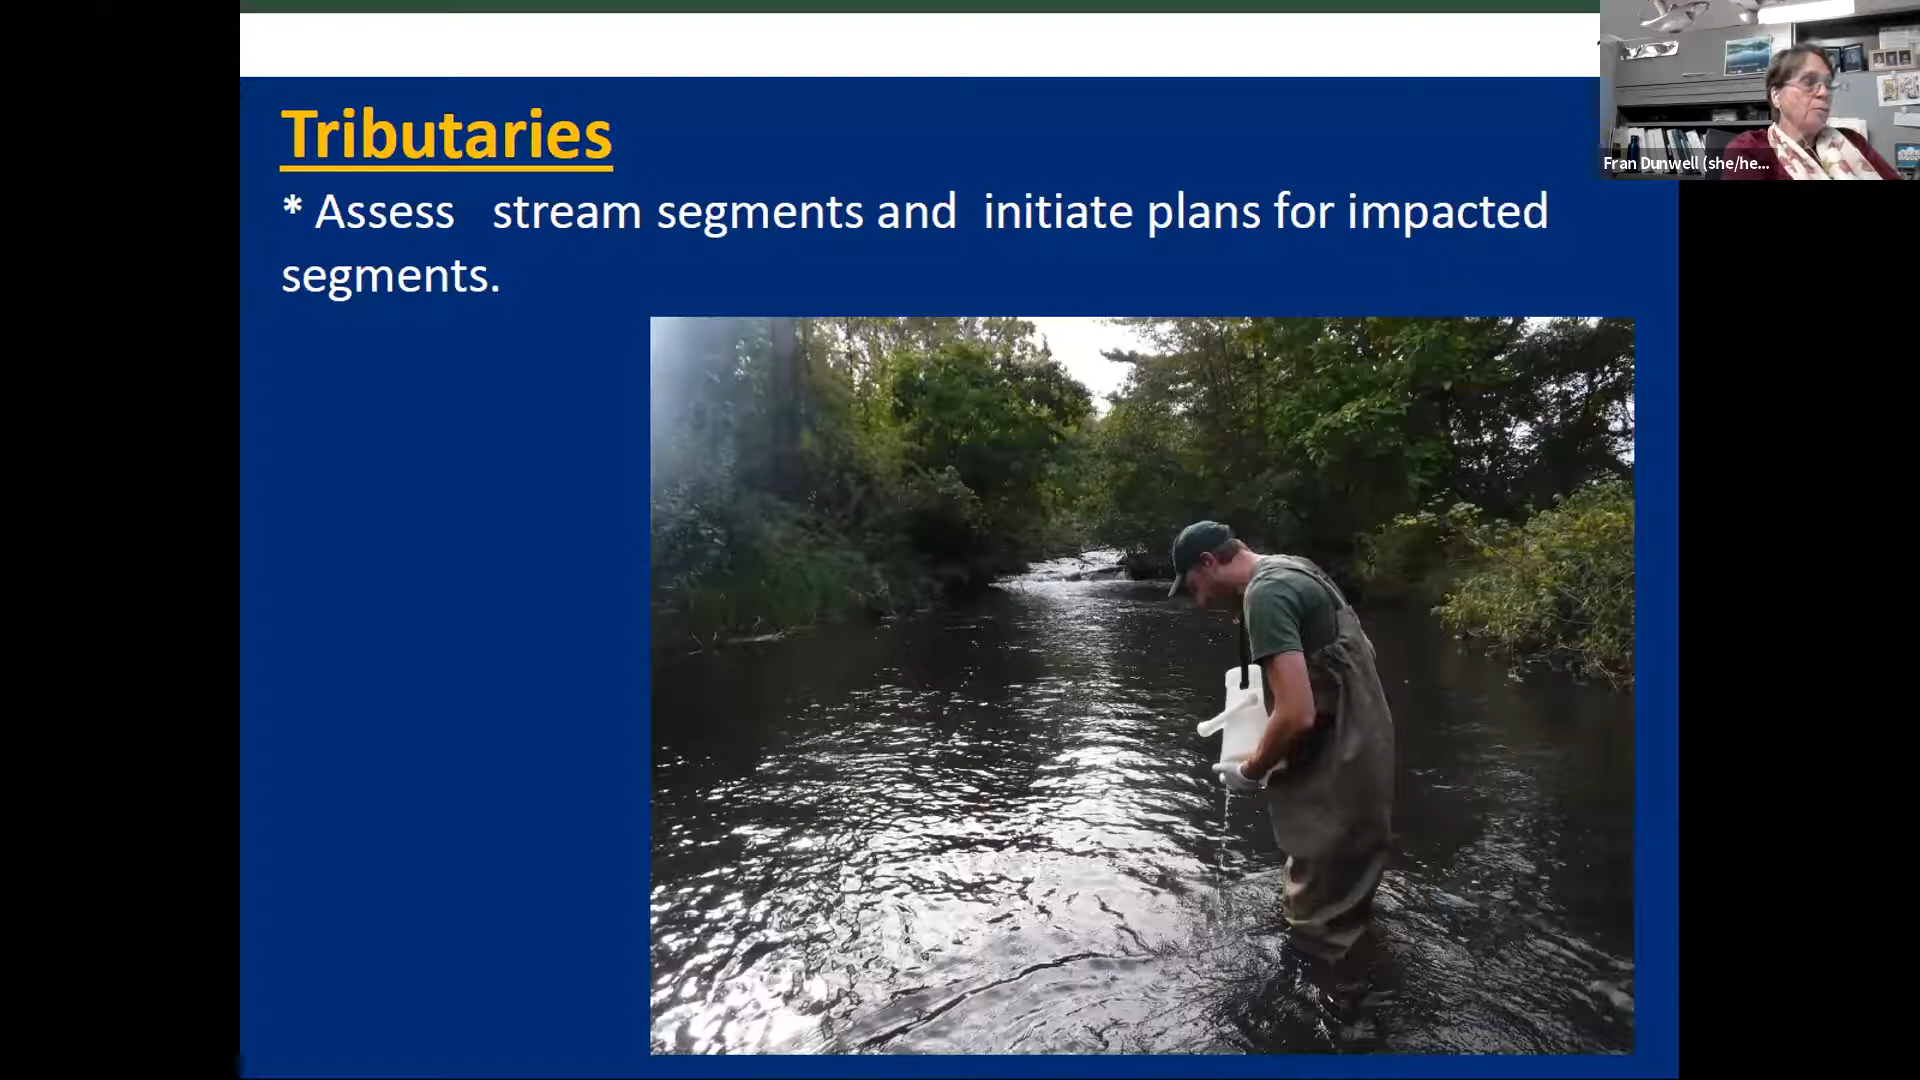 Tributaries
* Assess stream segments and initiate plans for impacted
segments.
Fran Dunwell (she/he...